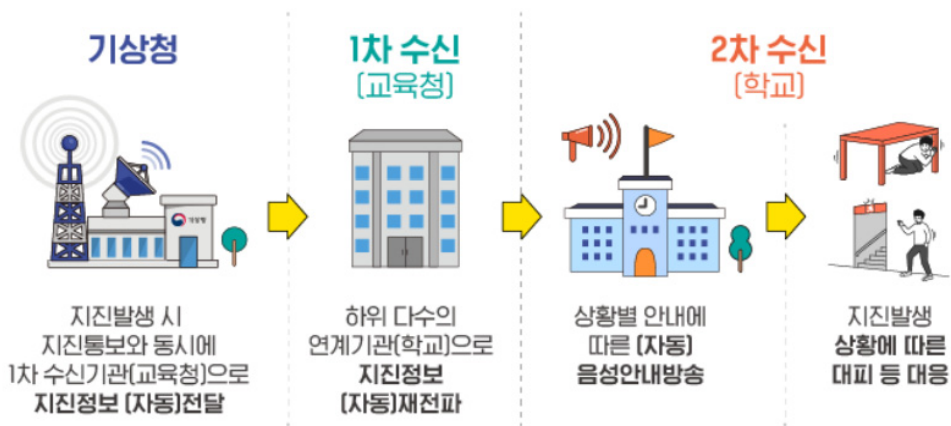 기상청
1차 수신
(교육청)
2차 수신
(학교)
기상청
지진발생 시
지진통보와 동시에
1차 수신기관(교육청)으로
지진정보 (자동)전달
하위 다수의
연계기관(학교)으로
지진정보
(자동)재전파
상황별 안내에
따른 (자동)
음성안내방송
지진발생
상황에 따른
대피 등 대응